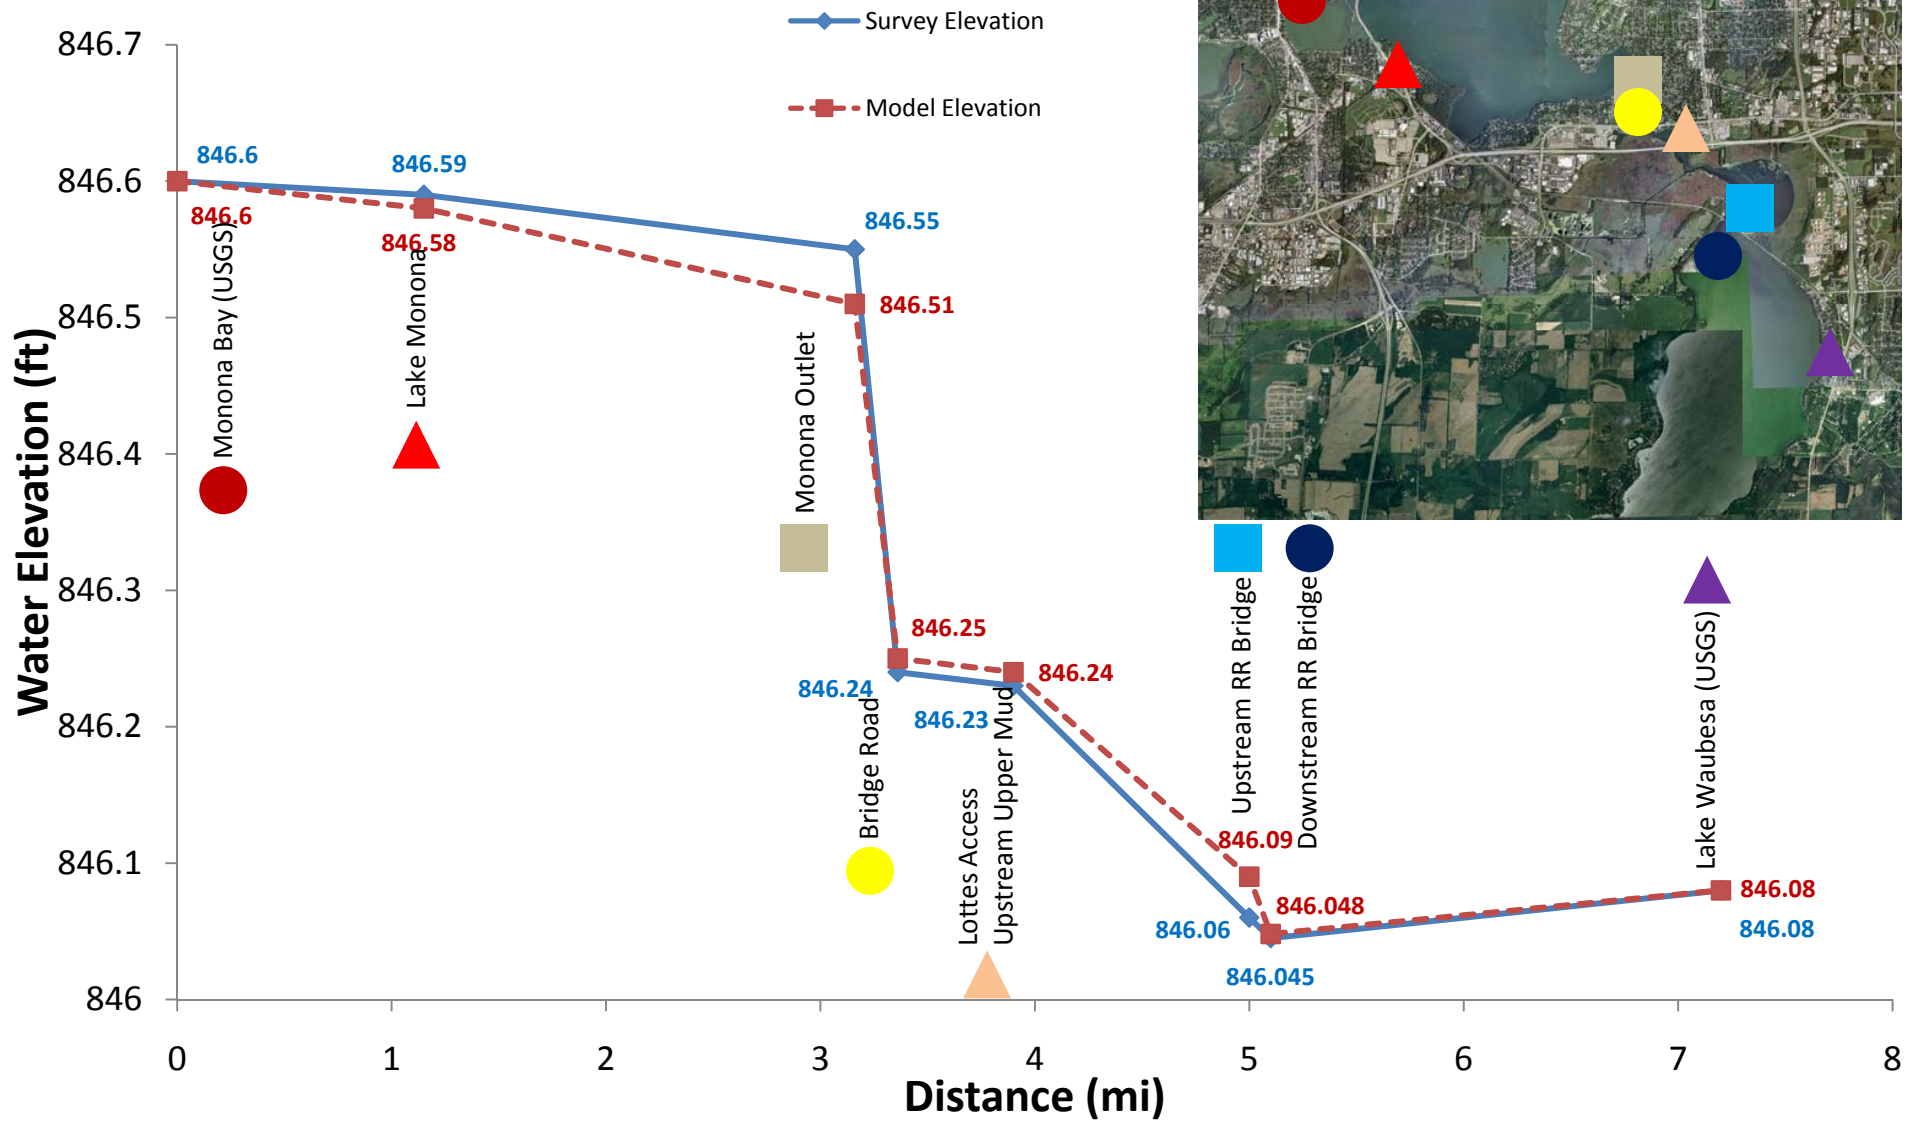 Survey Elevation
Model Elevation
846.7
846.6
846.5
846.4
846.3
846.2
846.1
846
Water Elevation (ft)
846.6
846.59
846.55
846.6
846.58
846.51
Monona Bay (USGS)
Lake Monona
Monona Outlet
846.25
846.24
846.24
846.23
Bridge Road
Lottes Access
Upstream Upper Mud
Upstream RR Bridge
Downstream RR Bridge
Lake Waubesa (USGS)
846.09
846.048
846.06
846.045
846.08
846.08
0
1
2
3
4
5
6
7
8
Distance (mi)